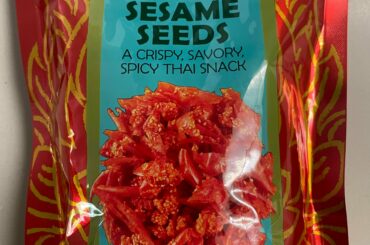 SESAME
SEEDS
A CRISPY, SAVORY,
SPICY THAI SNACK